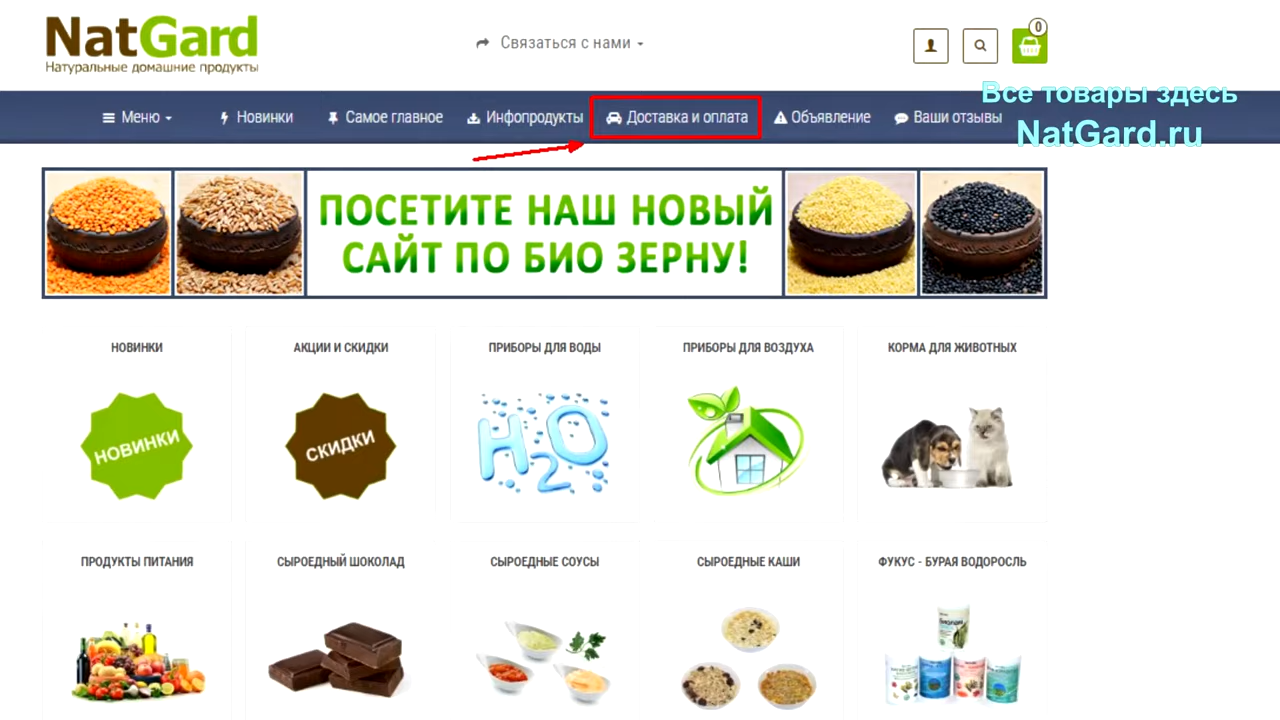 NatGard
Натуральные домашние продукты
Связаться с нами
0
Все товары здесь
NatGard.ru
Меню
Новинки
Самое главное
Инфопродукты
Доставка и оплата
Объявление
Ваши отзывы
ПОСЕТИТЕ НАШ НОВЫЙ
САЙТ ПО БИО ЗЕРНУ!
НОВИНКИ
АКЦИИ И СКИДКИ
ПРИБОРЫ ДЛЯ ВОДЫ
ПРИБОРЫ ДЛЯ ВОЗДУХА
КОРМА ДЛЯ ЖИВОТНЫХ
НОВИНКИ
СКИДКИ
H2O
ПРОДУКТЫ ПИТАНИЯ
СЫРОЕДНЫЙ ШОКОЛАД
СЫРОЕДНЫЕ СОУСЫ
СЫРОЕДНЫЕ КАШИ
ФУКУС - БУРАЯ ВОДОРОСЛЬ